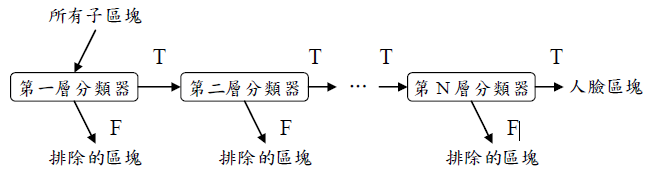 所有子區塊
T T T T
第一層分類器 第二層分類器 … 第 N 層分類器 人臉區塊
F F F
排除的區塊 排除的區塊 排除的區塊